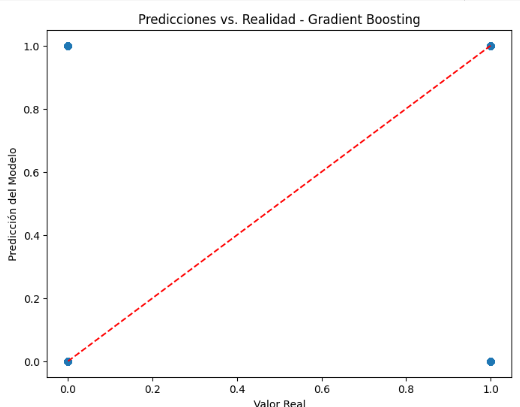 Predicciones vs. Realidad - Gradient Boosting
Predicción del Modelo
1.0
0.8
0.6
0.4
0.2
0.0
0.0 0.2 0.4 0.6 0.8 1.0
Valor Real